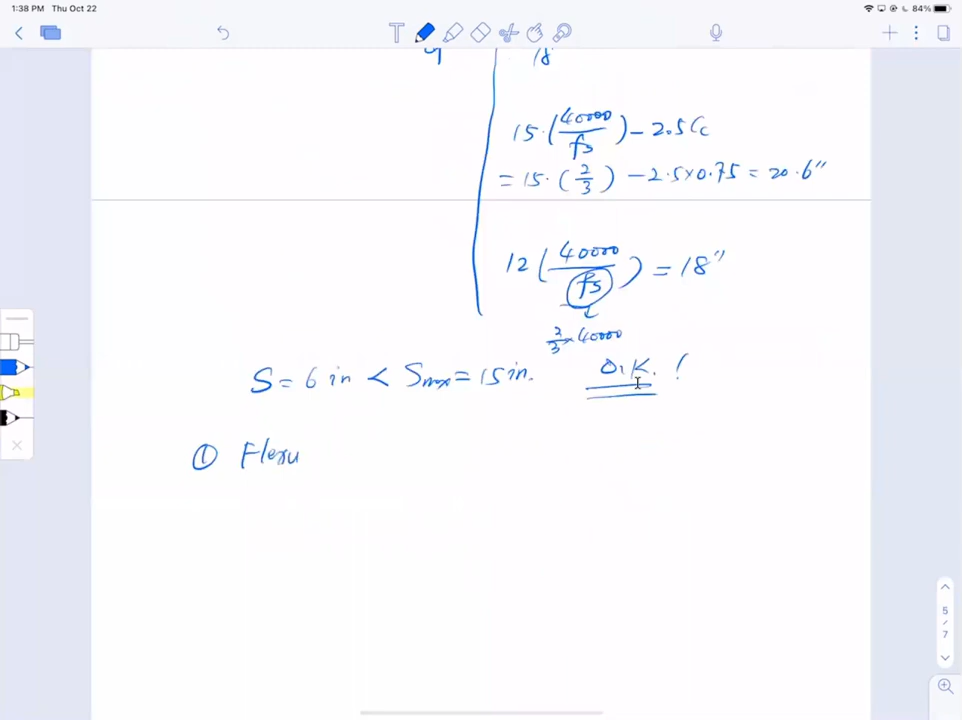 1:38 PM Thu Oct 22
84%
T
18
15·(40000/fs) - 2.5Cc
= 15·(2/3) - 2.5×0.75 = 20.6"
12(40000/fs) = 18"
2/3×40000
S = 6 in < Smax = 15 in. O.K. !
① Flexu
5
/
7